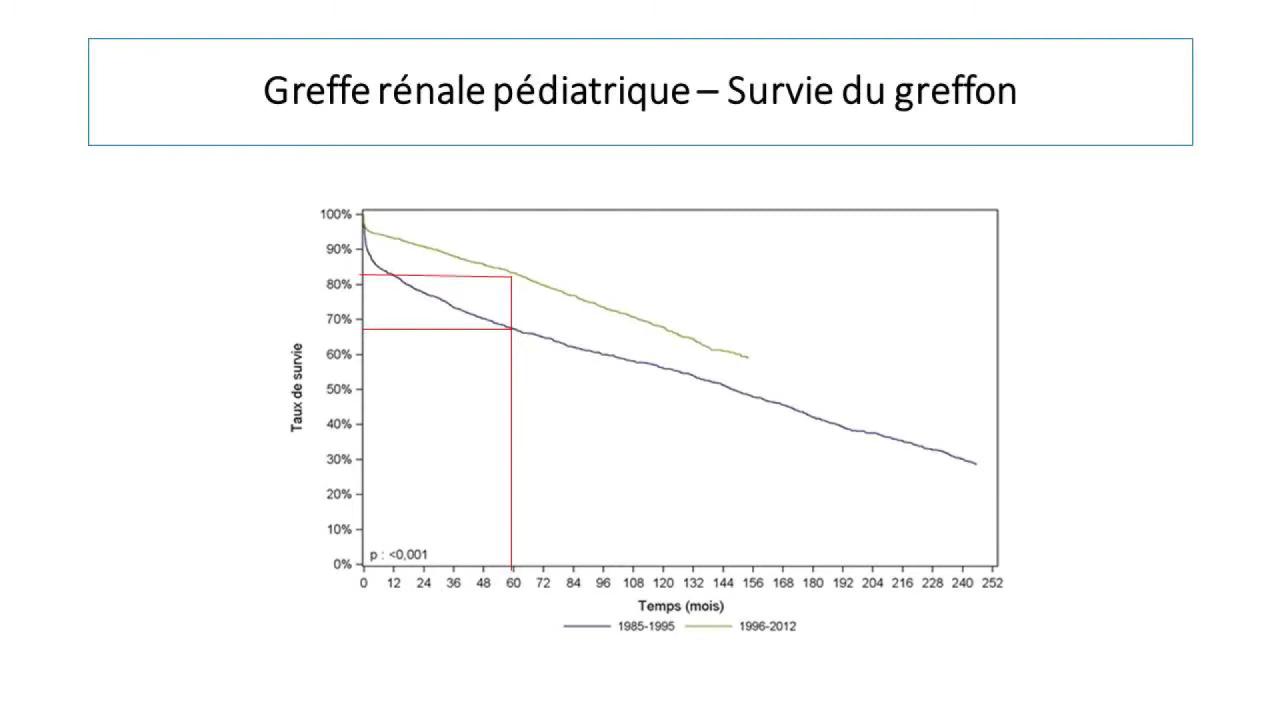 Greffe rénale pédiatrique – Survie du greffon
100%
90%
80%
70%
60%
50%
40%
30%
20%
10%
0%
Taux de survie
p : <0,001
0 12 24 36 48 60 72 84 96 108 120 132 144 156 168 180 192 204 216 228 240 252
Temps (mois)
1985-1995 1996-2012